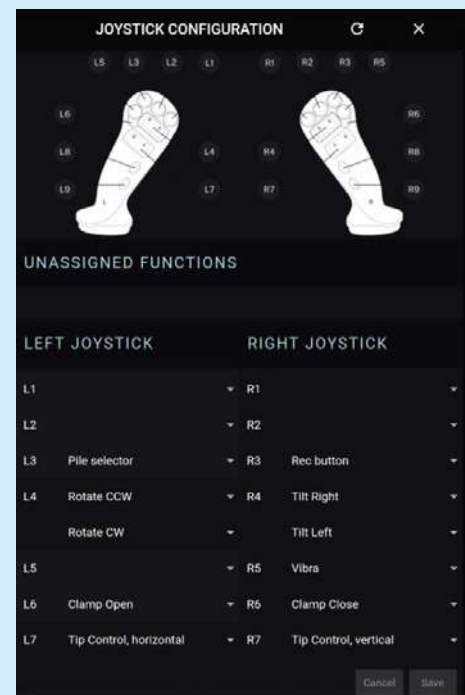 JOYSTICK CONFIGURATION
L5 L3 L2 L1 R1 R2 R3 R5
L6 R6
L8 L4 R4 R8
L9 L7 R7 R9
L R
UNASSIGNED FUNCTIONS
LEFT JOYSTICK RIGHT JOYSTICK
L1 R1
L2 R2
L3 Pile selector R3 Rec button
L4 Rotate CCW R4 Tilt Right
Rotate CW Tilt Left
L5 R5 Vibra
L6 Clamp Open R6 Clamp Close
L7 Tip Control, horizontal R7 Tip Control, vertical
Cancel Save